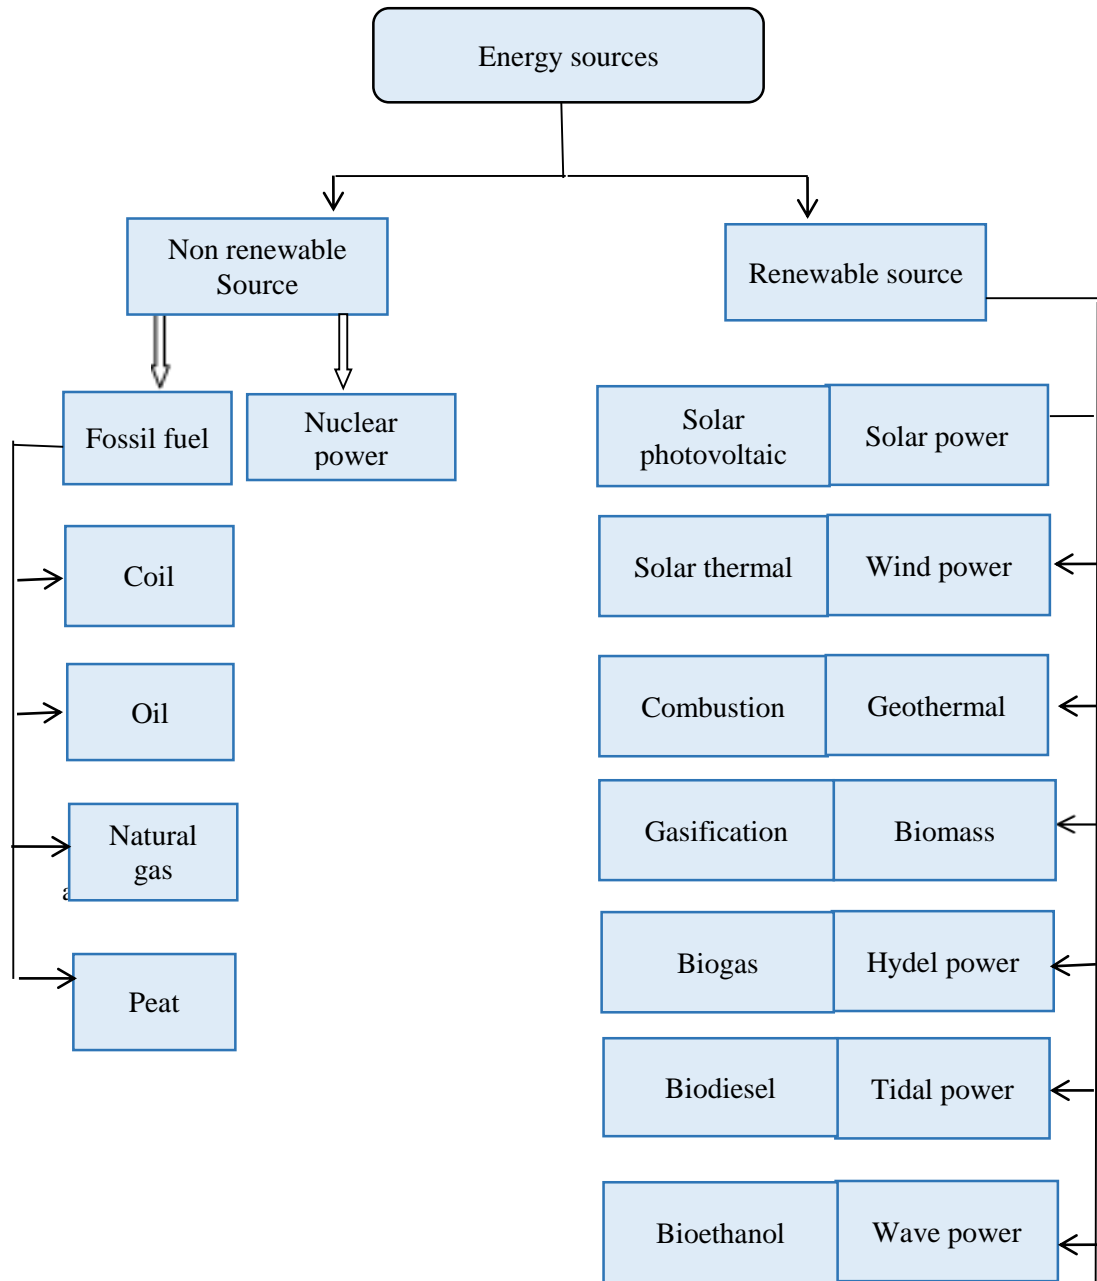 Energy sources
Non renewable
Source
Renewable source
Fossil fuel
Nuclear
power
Solar
photovoltaic
Solar power
Coil
Solar thermal
Wind power
Oil
Combustion
Geothermal
Natural
gas
Gasification
Biomass
Biogas
Hydel power
Peat
Biodiesel
Tidal power
Bioethanol
Wave power